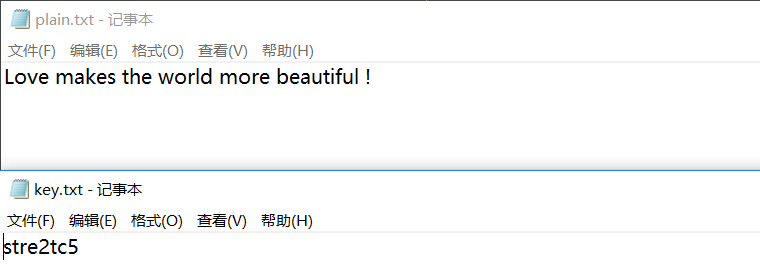 plain.txt - 记事本
文件(F) 编辑(E) 格式(O) 查看(V) 帮助(H)
Love makes the world more beautiful !
key.txt - 记事本
文件(F) 编辑(E) 格式(O) 查看(V) 帮助(H)
stre2tc5